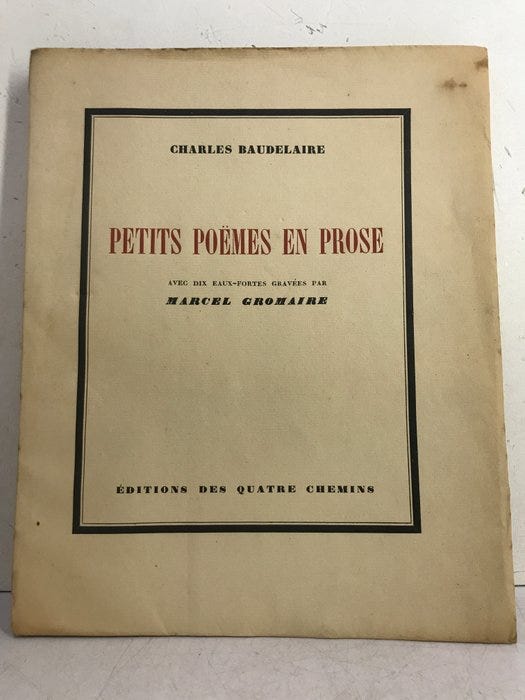 CHARLES BAUDELAIRE
PETITS POËMES EN PROSE
AVEC DIX EAUX-FORTES GRAVÉES PAR
MARCEL GROMAIRE
ÉDITIONS DES QUATRE CHEMINS